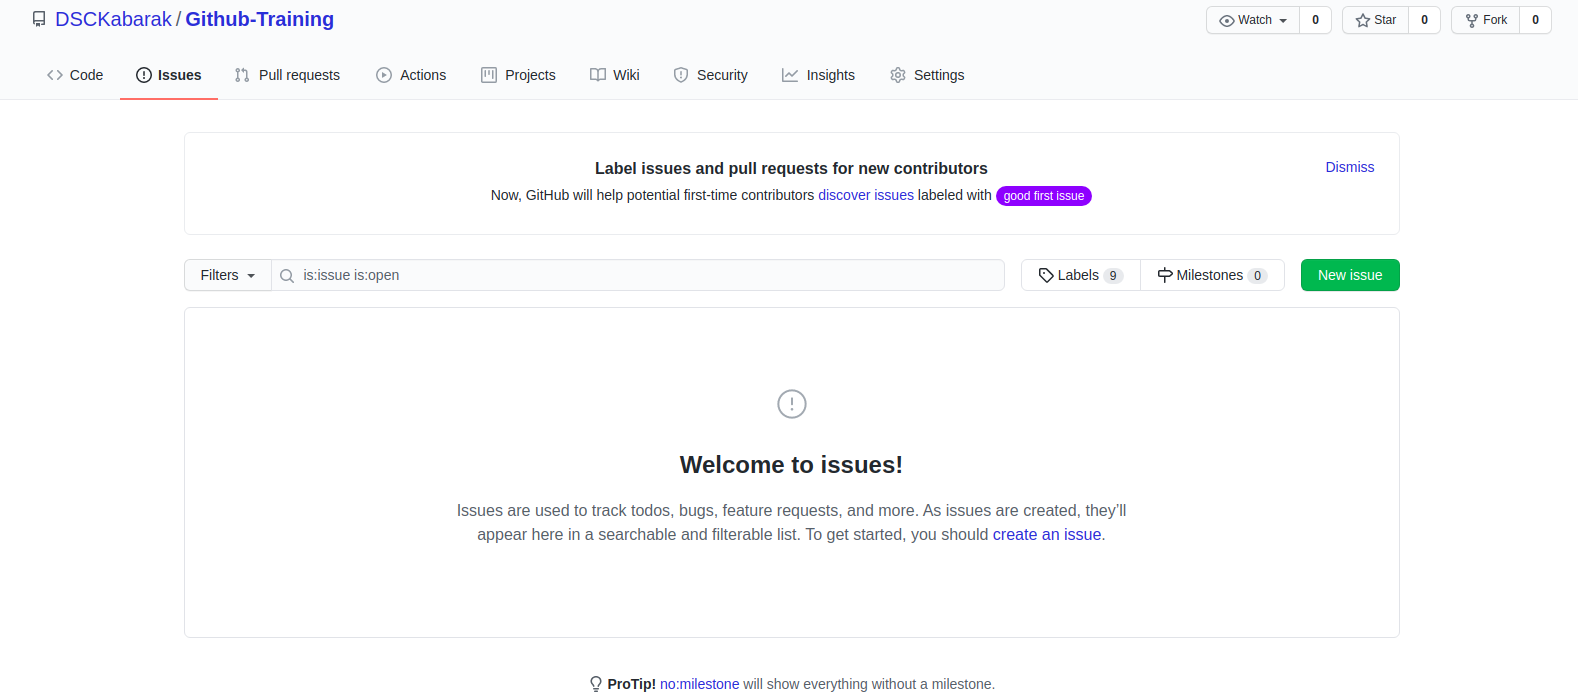 DSCKabarak / Github-Training
Watch 0 Star 0 Fork 0
Code Issues Pull requests Actions Projects Wiki Security Insights Settings
Label issues and pull requests for new contributors Dismiss
Now, GitHub will help potential first-time contributors discover issues labeled with good first issue
Filters is:issue is:open Labels 9 Milestones 0 New issue
Welcome to issues!
Issues are used to track todos, bugs, feature requests, and more. As issues are created, they’ll
appear here in a searchable and filterable list. To get started, you should create an issue.
ProTip! no:milestone will show everything without a milestone.